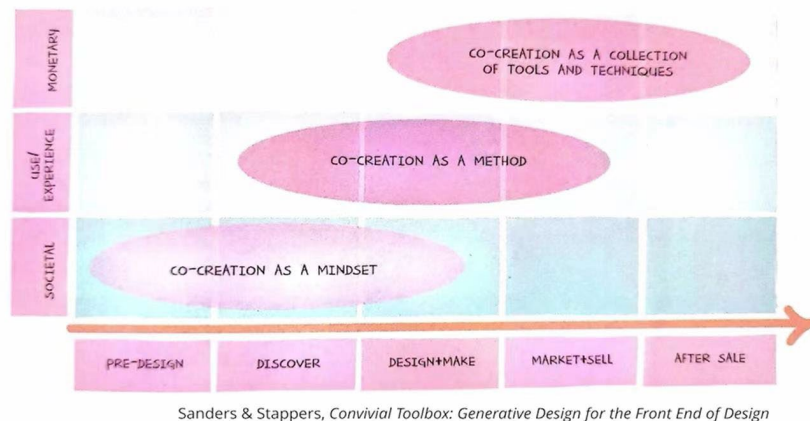 MONETARY
CO-CREATION AS A COLLECTION
OF TOOLS AND TECHNIQUES
USE/
EXPERIENCE
CO-CREATION AS A METHOD
SOCIETAL
CO-CREATION AS A MINDSET
PRE-DESIGN
DISCOVER
DESIGN+MAKE
MARKET+SELL
AFTER SALE
Sanders & Stappers, Convivial Toolbox: Generative Design for the Front End of Design